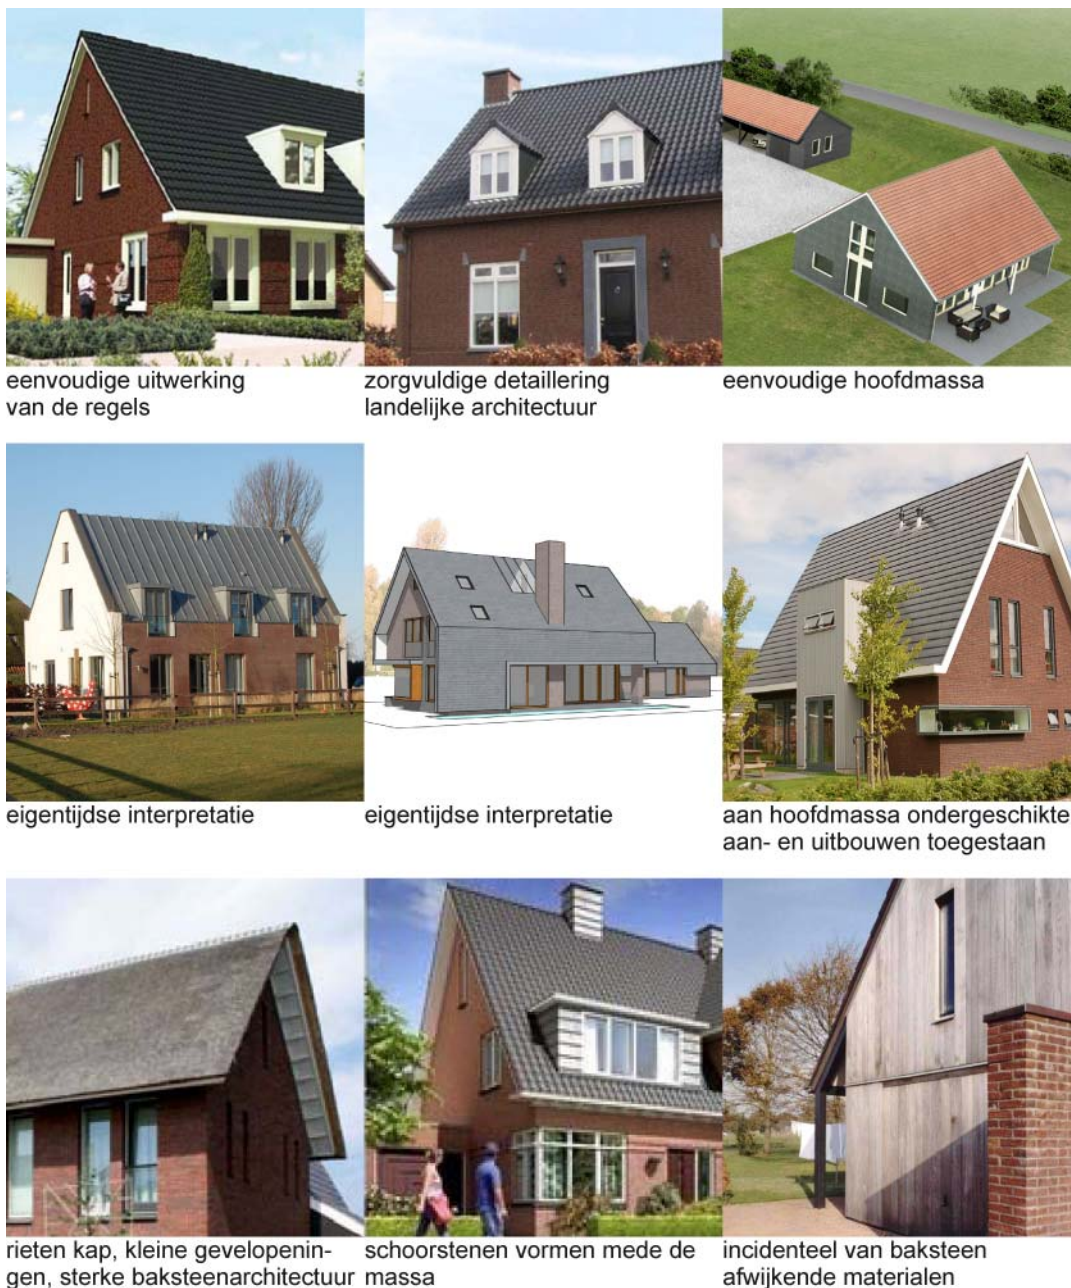 eenvoudige uitwerking
van de regels
zorgvuldige detaillering
landelijke architectuur
eenvoudige hoofdmassa
eigentijdse interpretatie
eigentijdse interpretatie
aan hoofdmassa ondergeschikte
aan- en uitbouwen toegestaan
rieten kap, kleine gevelopenin-
gen, sterke baksteenarchitectuur
schoorstenen vormen mede de
massa
incidenteel van baksteen
afwijkende materialen